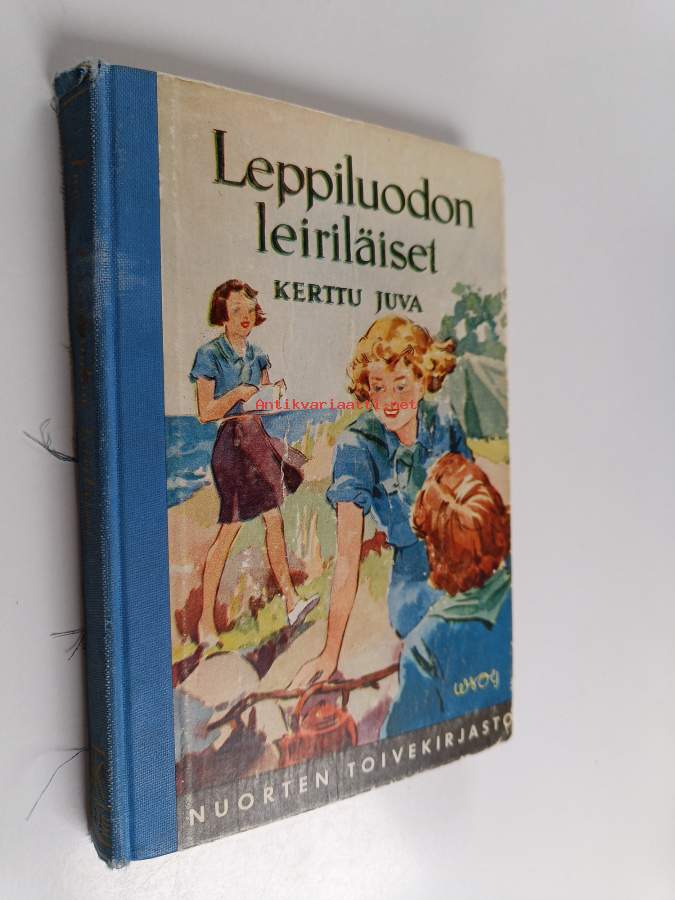 Leppiluodon
leiriläiset
KERTTU JUVA
Antikvariaatti.net
NUORTEN TOIVEKIRJASTO